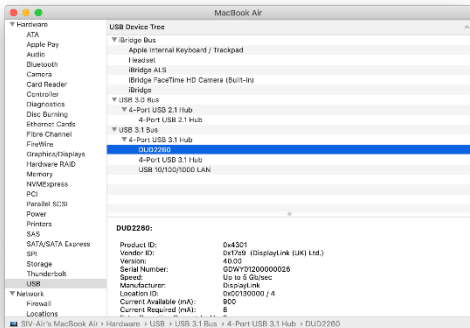 MacBook Air
Hardware
ATA
Apple Pay
Audio
Bluetooth
Camera
Card Reader
Controller
Diagnostics
Disc Burning
Ethernet Cards
Fibre Channel
FireWire
Graphics/Displays
Hardware RAID
Memory
NVMExpress
PCI
Parallel SCSI
Power
Printers
SAS
SATA/SATA Express
SPI
Storage
Thunderbolt
USB
Network
Firewall
Locations
USB Device Tree
iBridge Bus
Apple Internal Keyboard / Trackpad
Headset
iBridge ALS
iBridge FaceTime HD Camera (Built-in)
iBridge
USB 3.0 Bus
4-Port USB 2.1 Hub
4-Port USB 2.1 Hub
USB 3.1 Bus
4-Port USB 3.1 Hub
DUD2260
4-Port USB 3.1 Hub
USB 10/100/1000 LAN
DUD2260:
Product ID: 0x4301
Vendor ID: 0x17e9 (DisplayLink (UK) Ltd.)
Version: 40.00
Serial Number: GDWY01200000026
Speed: Up to 5 Gb/sec
Manufacturer: DisplayLink
Location ID: 0x00130000 / 4
Current Available (mA): 900
Current Required (mA): 8
SIV-Air's MacBook Air › Hardware › USB › USB 3.1 Bus › 4-Port USB 3.1 Hub › DUD2260